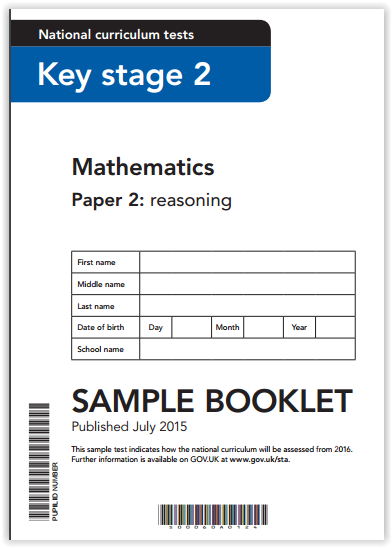 National curriculum tests
Key stage 2
Mathematics
Paper 2: reasoning
First name
Middle name
Last name
Date of birth Day Month Year
School name
SAMPLE BOOKLET
Published July 2015
This sample test indicates how the national curriculum will be assessed from 2016.
Further information is available on GOV.UK at www.gov.uk/sta.
PUPIL ID NUMBER
S00060A0124